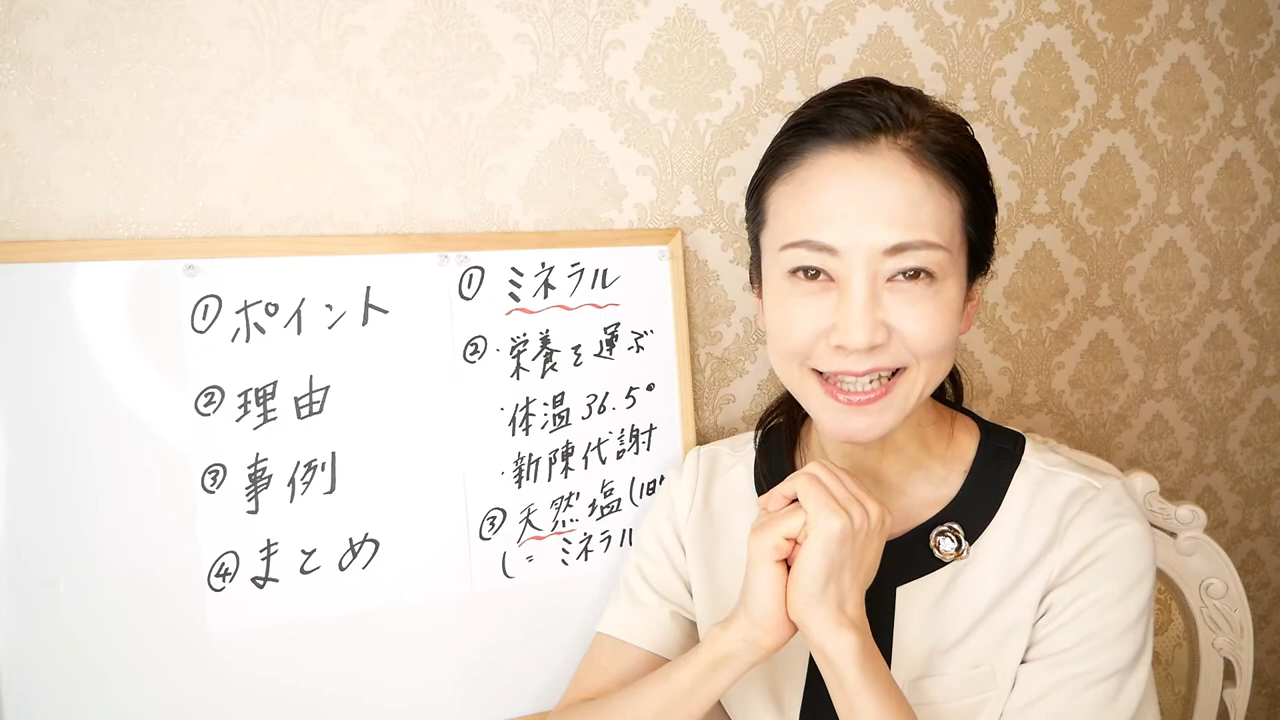 ① ポイント
② 理由
③ 事例
④ まとめ
① ミネラル
② ・栄養を運ぶ
・体温36.5°
・新陳代謝
③ 天然塩(1日
ミネラル